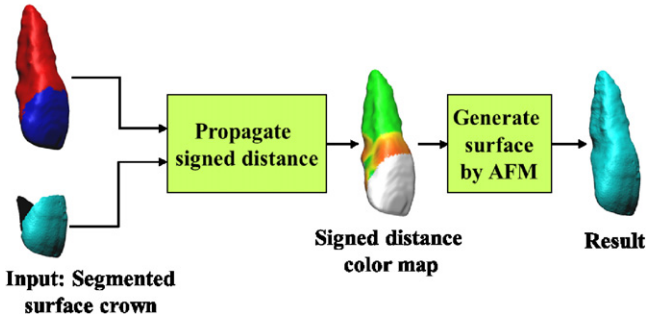 Propagate
signed distance
Generate
surface
by AFM
Signed distance
color map
Result
Input: Segmented
surface crown